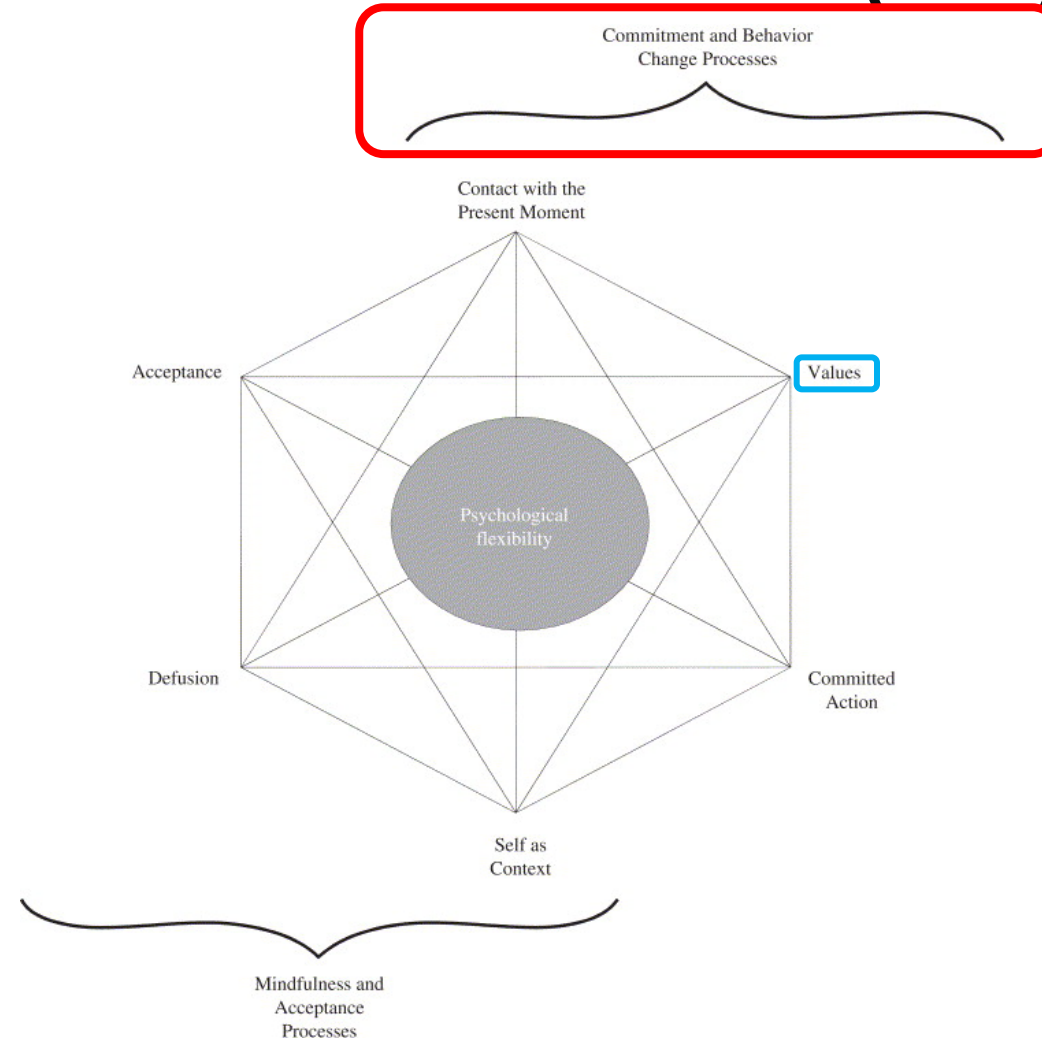 Commitment and Behavior
Change Processes
Contact with the
Present Moment
Acceptance
Values
Psychological
flexibility
Defusion
Committed
Action
Self as
Context
Mindfulness and
Acceptance
Processes